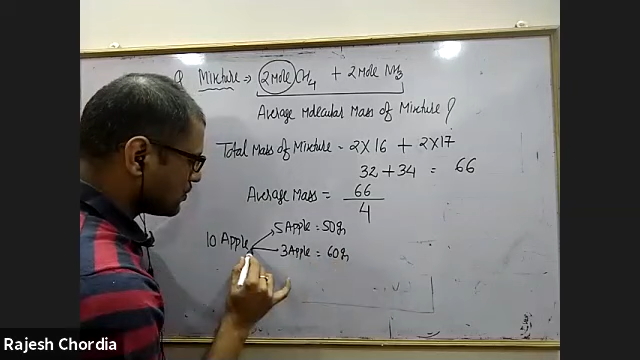 Q Mixture → 2 Mole CH4 + 2 Mole NH3
Average Molecular Mass of Mixture ?
Total Mass of Mixture = 2 X 16 + 2 X 17
32 + 34 = 66
Average Mass = 66
4
5 Apple = 50g
10 Apple
3 Apple = 60g
Rajesh Chordia